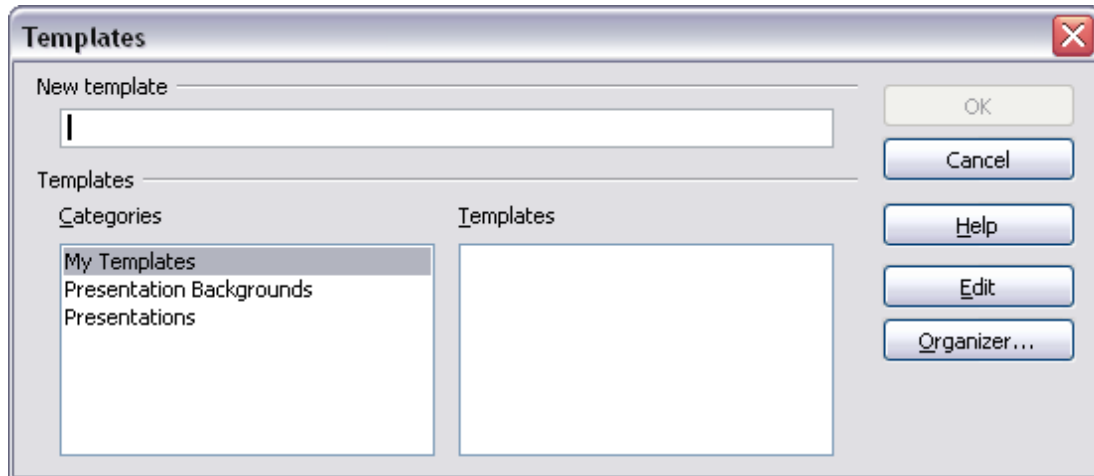 Templates
New template
OK
Cancel
Templates
Categories
Templates
Help
My Templates
Presentation Backgrounds
Presentations
Edit
Organizer...